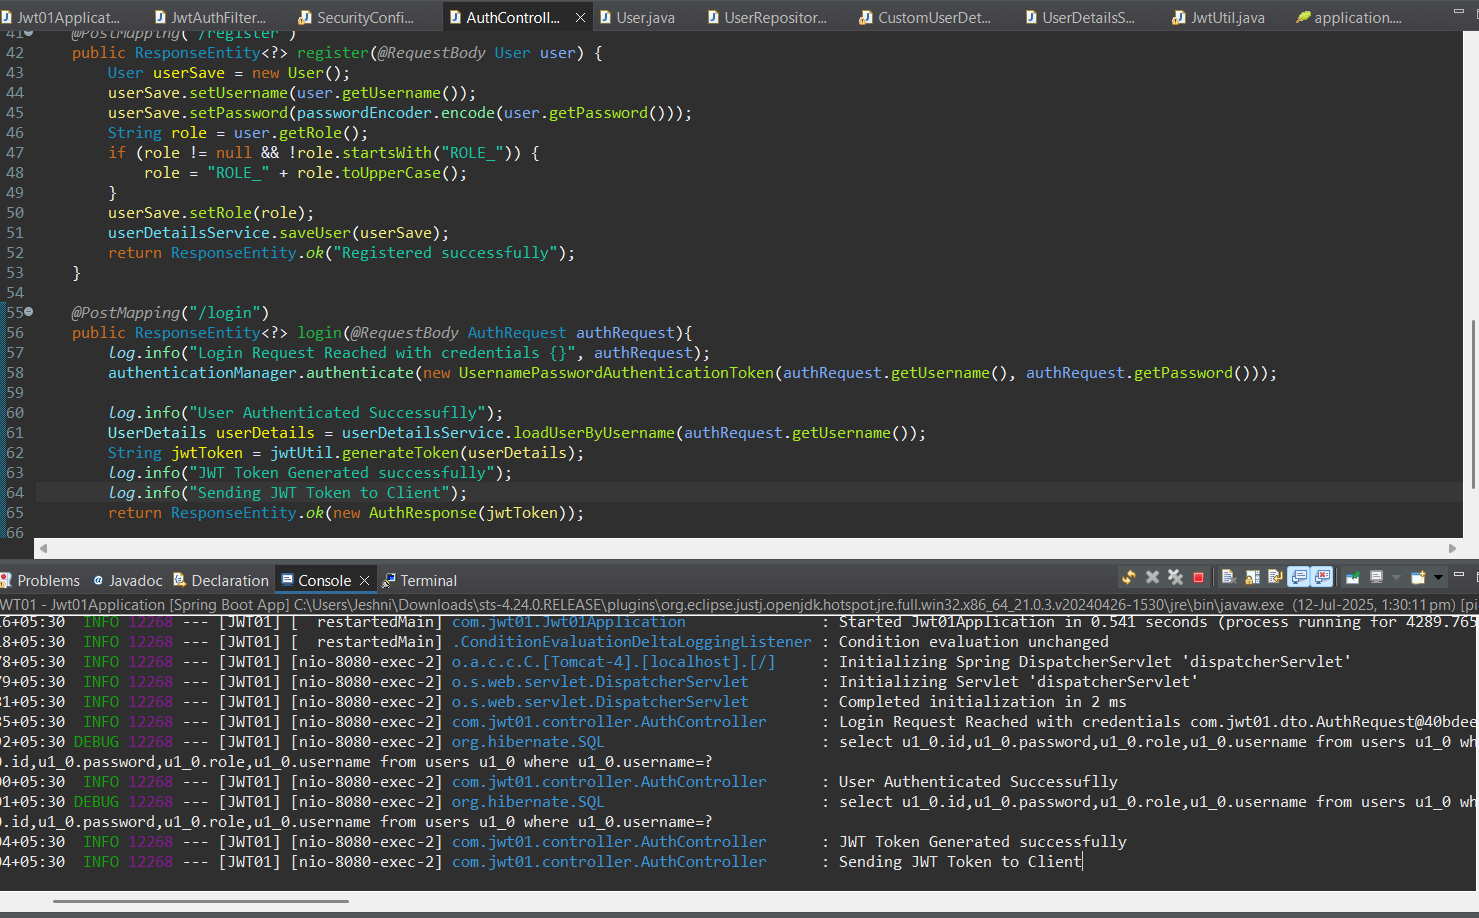 Jwt01Applicat... JwtAuthFilter... SecurityConfi... AuthControll... User.java UserRepositor... CustomUserDet... UserDetailsS... JwtUtil.java application....
41 @PostMapping("/register")
42 public ResponseEntity<?> register(@RequestBody User user) {
43 User userSave = new User();
44 userSave.setUsername(user.getUsername());
45 userSave.setPassword(passwordEncoder.encode(user.getPassword()));
46 String role = user.getRole();
47 if (role != null && !role.startsWith("ROLE_")) {
48 role = "ROLE_" + role.toUpperCase();
49 }
50 userSave.setRole(role);
51 userDetailsService.saveUser(userSave);
52 return ResponseEntity.ok("Registered successfully");
53 }
54
55 @PostMapping("/login")
56 public ResponseEntity<?> login(@RequestBody AuthRequest authRequest){
57 log.info("Login Request Reached with credentials {}", authRequest);
58 authenticationManager.authenticate(new UsernamePasswordAuthenticationToken(authRequest.getUsername(), authRequest.getPassword()));
59
60 log.info("User Authenticated Successuflly");
61 UserDetails userDetails = userDetailsService.loadUserByUsername(authRequest.getUsername());
62 String jwtToken = jwtUtil.generateToken(userDetails);
63 log.info("JWT Token Generated successfully");
64 log.info("Sending JWT Token to Client");
65 return ResponseEntity.ok(new AuthResponse(jwtToken));
66
Problems Javadoc Declaration Console Terminal
WT01 - Jwt01Application [Spring Boot App] C:\Users\Jeshni\Downloads\sts-4.24.0.RELEASE\plugins\org.eclipse.justj.openjdk.hotspot.jre.full.win32.x86_64_21.0.3.v20240426-1530\jre\bin\javaw.exe (12-Jul-2025, 1:30:11 pm) [pi
6+05:30 INFO 12268 --- [JWT01] [ restartedMain] com.jwt01.Jwt01Application : Started Jwt01Application in 0.541 seconds (process running for 4289.765
8+05:30 INFO 12268 --- [JWT01] [ restartedMain] .ConditionEvaluationDeltaLoggingListener : Condition evaluation unchanged
78+05:30 INFO 12268 --- [JWT01] [nio-8080-exec-2] o.a.c.c.C.[Tomcat-4].[localhost].[/] : Initializing Spring DispatcherServlet 'dispatcherServlet'
79+05:30 INFO 12268 --- [JWT01] [nio-8080-exec-2] o.s.web.servlet.DispatcherServlet : Initializing Servlet 'dispatcherServlet'
1+05:30 INFO 12268 --- [JWT01] [nio-8080-exec-2] o.s.web.servlet.DispatcherServlet : Completed initialization in 2 ms
5+05:30 INFO 12268 --- [JWT01] [nio-8080-exec-2] com.jwt01.controller.AuthController : Login Request Reached with credentials com.jwt01.dto.AuthRequest@40bdee
2+05:30 DEBUG 12268 --- [JWT01] [nio-8080-exec-2] org.hibernate.SQL : select u1_0.id,u1_0.password,u1_0.role,u1_0.username from users u1_0 wh
.id,u1_0.password,u1_0.role,u1_0.username from users u1_0 where u1_0.username=?
0+05:30 INFO 12268 --- [JWT01] [nio-8080-exec-2] com.jwt01.controller.AuthController : User Authenticated Successuflly
1+05:30 DEBUG 12268 --- [JWT01] [nio-8080-exec-2] org.hibernate.SQL : select u1_0.id,u1_0.password,u1_0.role,u1_0.username from users u1_0 wh
.id,u1_0.password,u1_0.role,u1_0.username from users u1_0 where u1_0.username=?
4+05:30 INFO 12268 --- [JWT01] [nio-8080-exec-2] com.jwt01.controller.AuthController : JWT Token Generated successfully
4+05:30 INFO 12268 --- [JWT01] [nio-8080-exec-2] com.jwt01.controller.AuthController : Sending JWT Token to Client